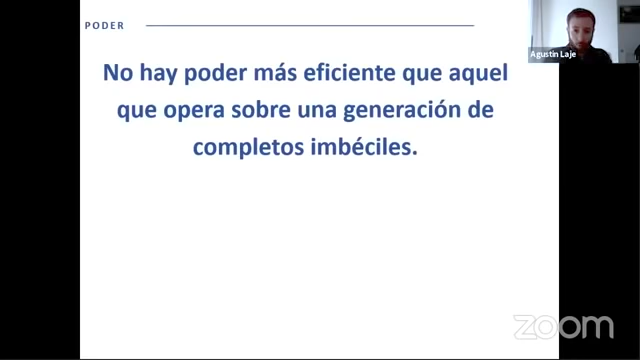 PODER
Agustín Laje
No hay poder más eficiente que aquel
que opera sobre una generación de
completos imbéciles.
zoom